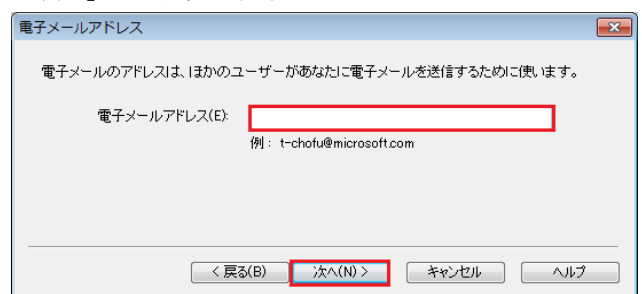 電子メールアドレス
電子メールのアドレスは、ほかのユーザーがあなたに電子メールを送信するために使います。
電子メールアドレス(E):
例： t-chofu@microsoft.com
< 戻る(B) 次へ(N) > キャンセル ヘルプ